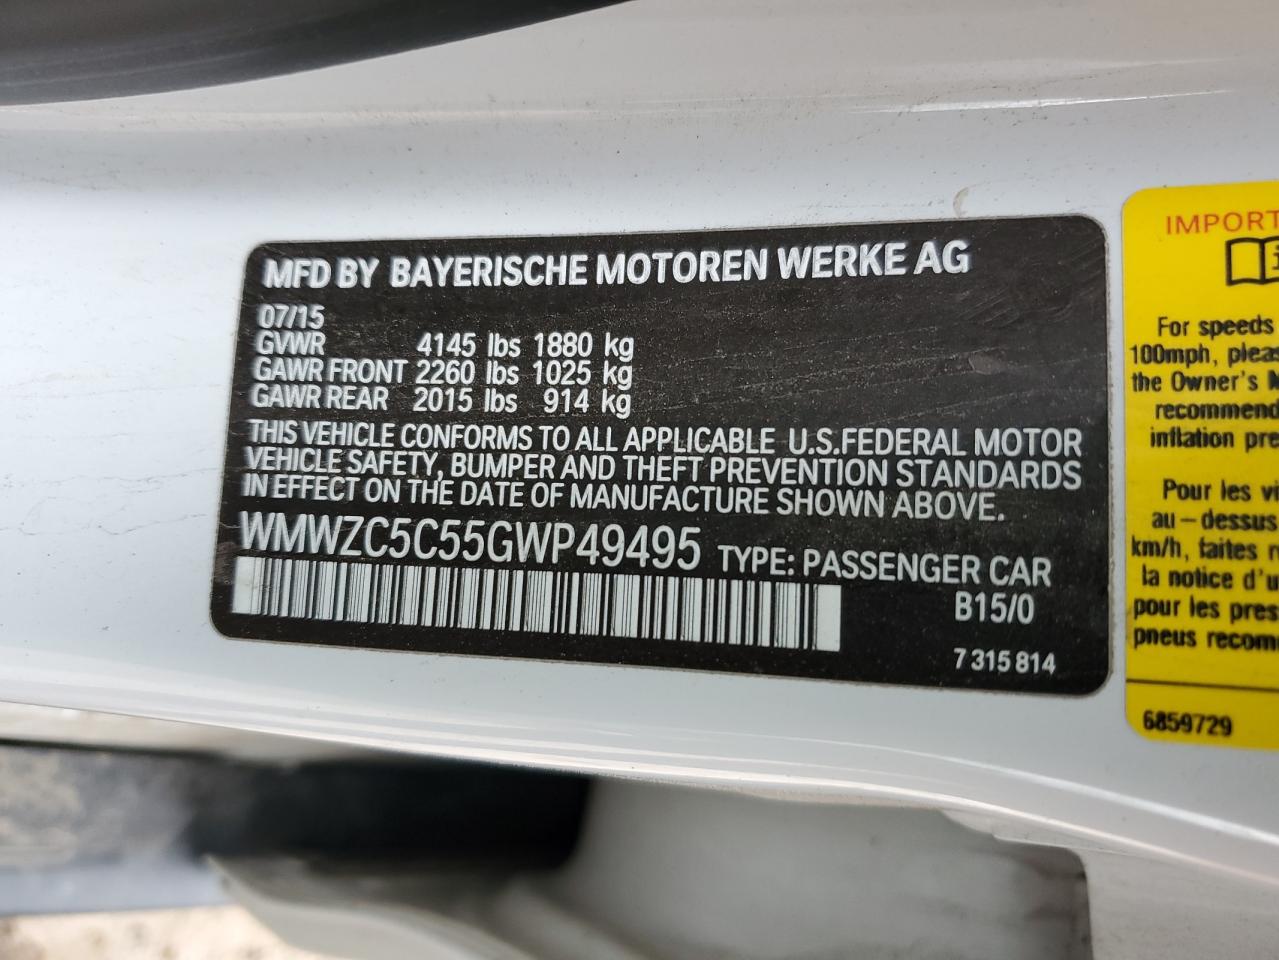 MFD BY BAYERISCHE MOTOREN WERKE AG
07/15
GVWR 4145 lbs 1880 kg
GAWR FRONT 2260 lbs 1025 kg
GAWR REAR 2015 lbs 914 kg
THIS VEHICLE CONFORMS TO ALL APPLICABLE U.S.FEDERAL MOTOR
VEHICLE SAFETY, BUMPER AND THEFT PREVENTION STANDARDS
IN EFFECT ON THE DATE OF MANUFACTURE SHOWN ABOVE.
WMWZC5C55GWP49495 TYPE: PASSENGER CAR
B15/0
7 315 814
IMPORT
For speeds
100mph, pleas
the Owner's
recommend
inflation pre
Pour les vi
au-dessus
km/h, faites
la notice d'u
pour les pres
pneus recom
6859729